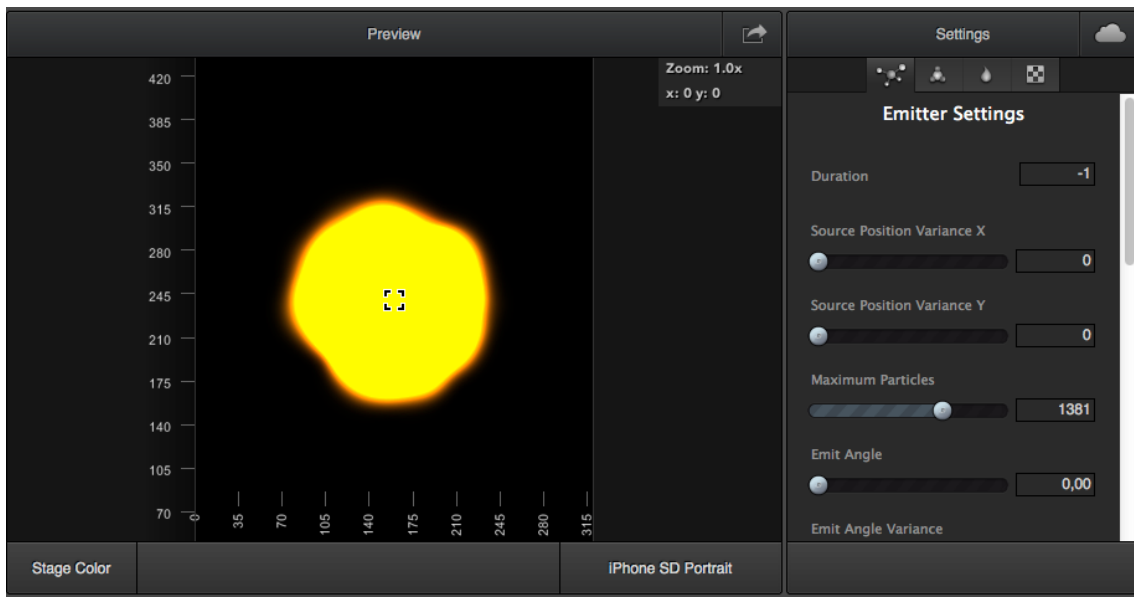 Preview
Settings
Zoom: 1.0x
x: 0 y: 0
420
385
350
315
280
245
210
175
140
105
70
0
35
70
105
140
175
210
245
280
315
Emitter Settings
Duration
-1
Source Position Variance X
0
Source Position Variance Y
0
Maximum Particles
1381
Emit Angle
0,00
Emit Angle Variance
Stage Color
iPhone SD Portrait